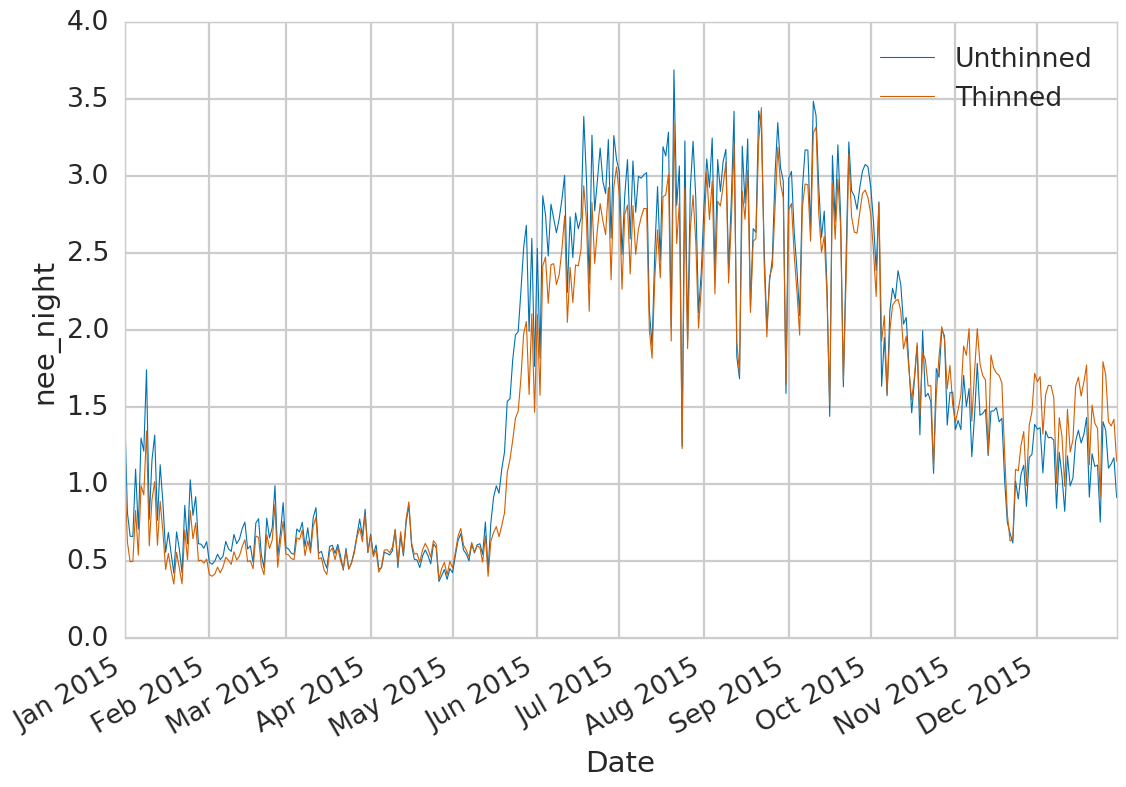 4.0
3.5
3.0
2.5
2.0
1.5
1.0
0.5
0.0
nee_night
Unthinned
Thinned
Jan 2015
Feb 2015
Mar 2015
Apr 2015
May 2015
Jun 2015
Jul 2015
Aug 2015
Sep 2015
Oct 2015
Nov 2015
Dec 2015
Date